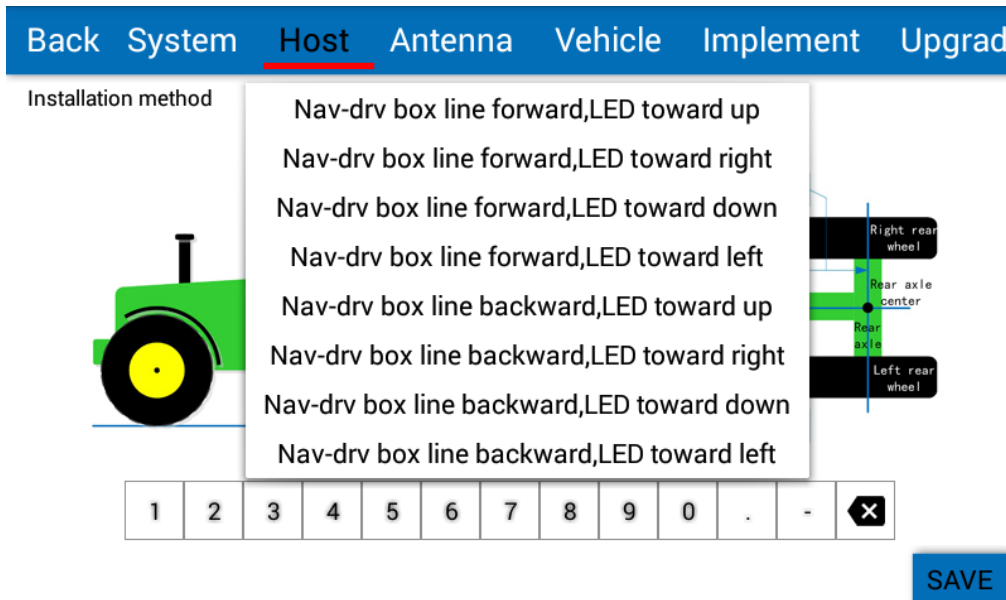 Back System Host Antenna Vehicle Implement Upgrad
Installation method
Nav-drv box line forward,LED toward up
Nav-drv box line forward,LED toward right
Nav-drv box line forward,LED toward down
Nav-drv box line forward,LED toward left
Nav-drv box line backward,LED toward up
Nav-drv box line backward,LED toward right
Nav-drv box line backward,LED toward down
Nav-drv box line backward,LED toward left
Right rear
wheel
Rear axle
center
Rear
axle
Left rear
wheel
1 2 3 4 5 6 7 8 9 0 . -
SAVE